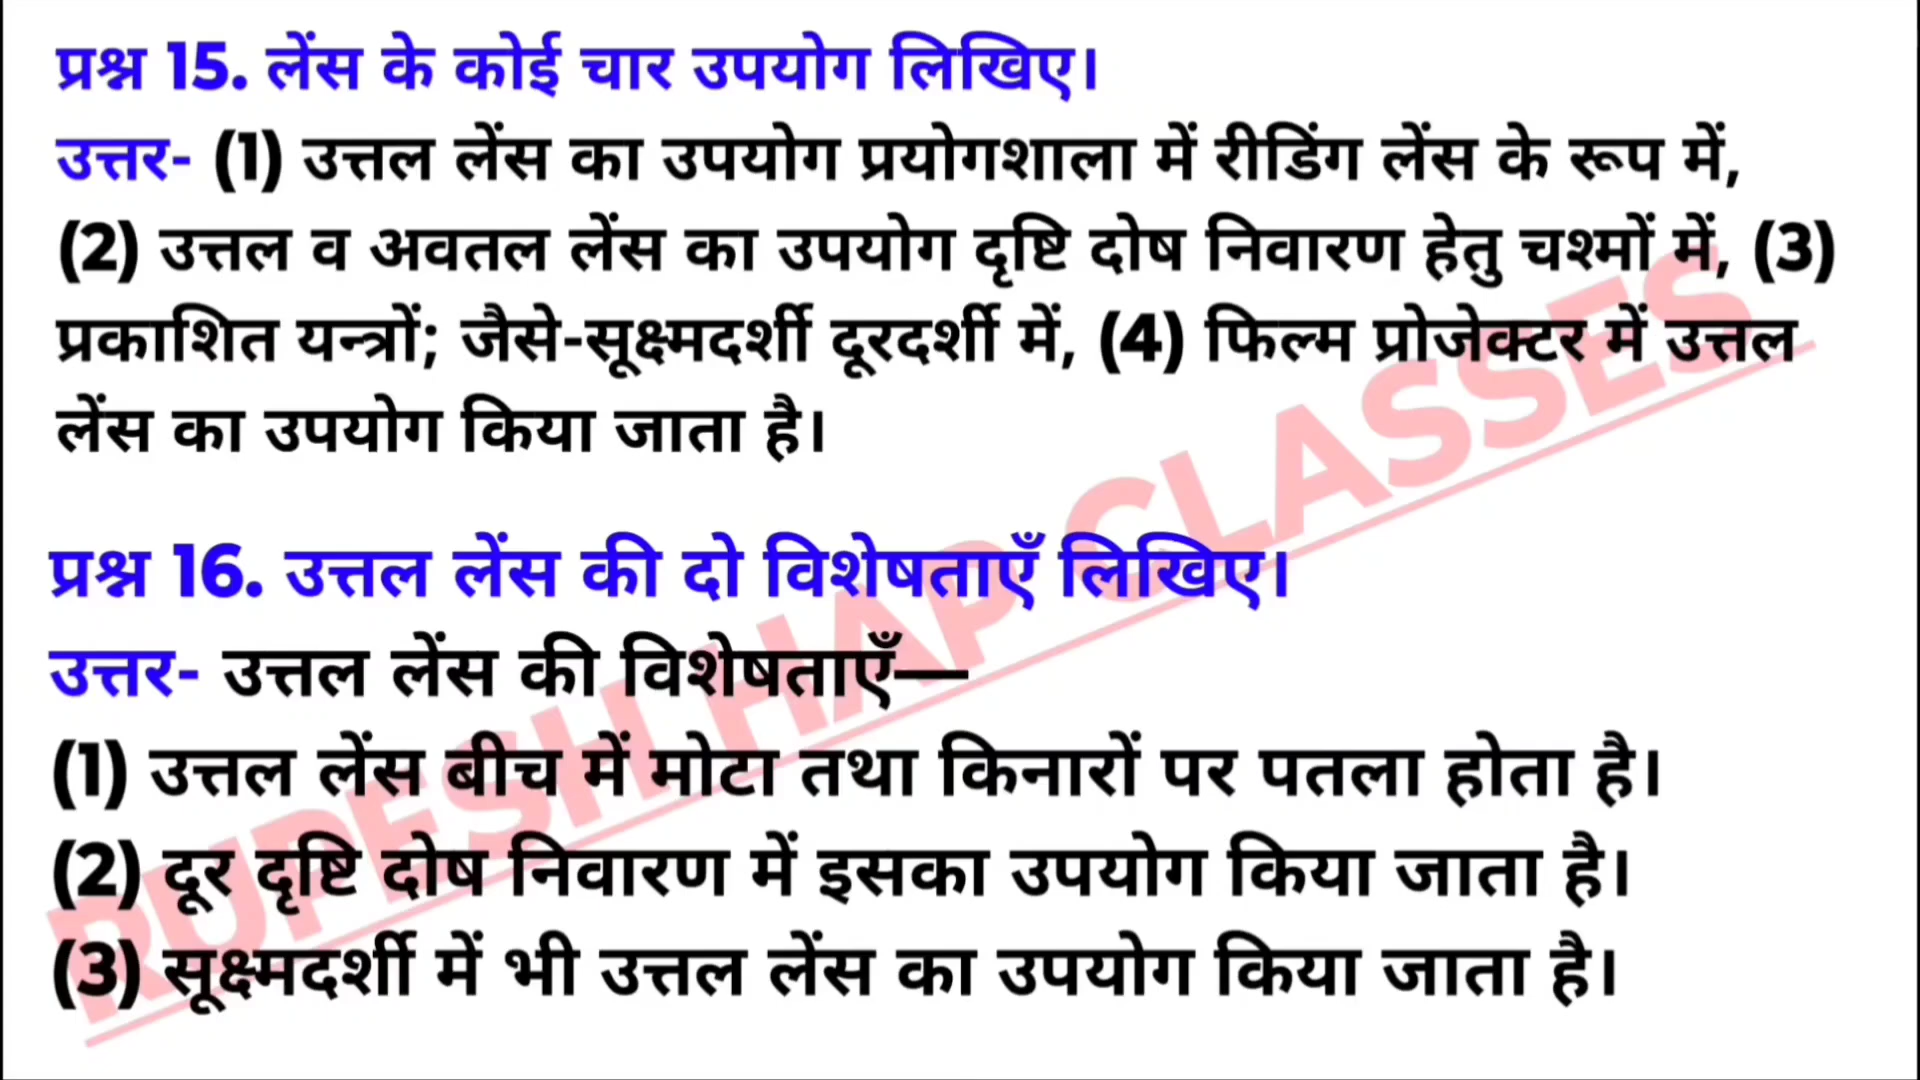 प्रश्न 15. लेंस के कोई चार उपयोग लिखिए।
उत्तर- (1) उत्तल लेंस का उपयोग प्रयोगशाला में रीडिंग लेंस के रूप में,
(2) उत्तल व अवतल लेंस का उपयोग दृष्टि दोष निवारण हेतु चश्मों में, (3)
प्रकाशित यन्त्रों; जैसे-सूक्ष्मदर्शी दूरदर्शी में, (4) फिल्म प्रोजेक्टर में उत्तल
लेंस का उपयोग किया जाता है।
प्रश्न 16. उत्तल लेंस की दो विशेषताएँ लिखिए।
उत्तर- उत्तल लेंस की विशेषताएँ—
(1) उत्तल लेंस बीच में मोटा तथा किनारों पर पतला होता है।
(2) दूर दृष्टि दोष निवारण में इसका उपयोग किया जाता है।
(3) सूक्ष्मदर्शी में भी उत्तल लेंस का उपयोग किया जाता है।
RUPESH HAP CLASSES